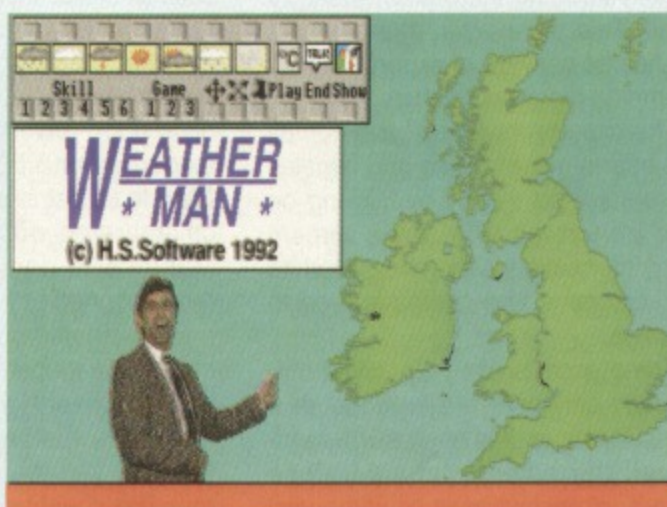 °C TALK
Skill Game Play End Show
1 2 3 4 5 6 1 2 3
WEATHER
* MAN *
(c) H.S.Software 1992